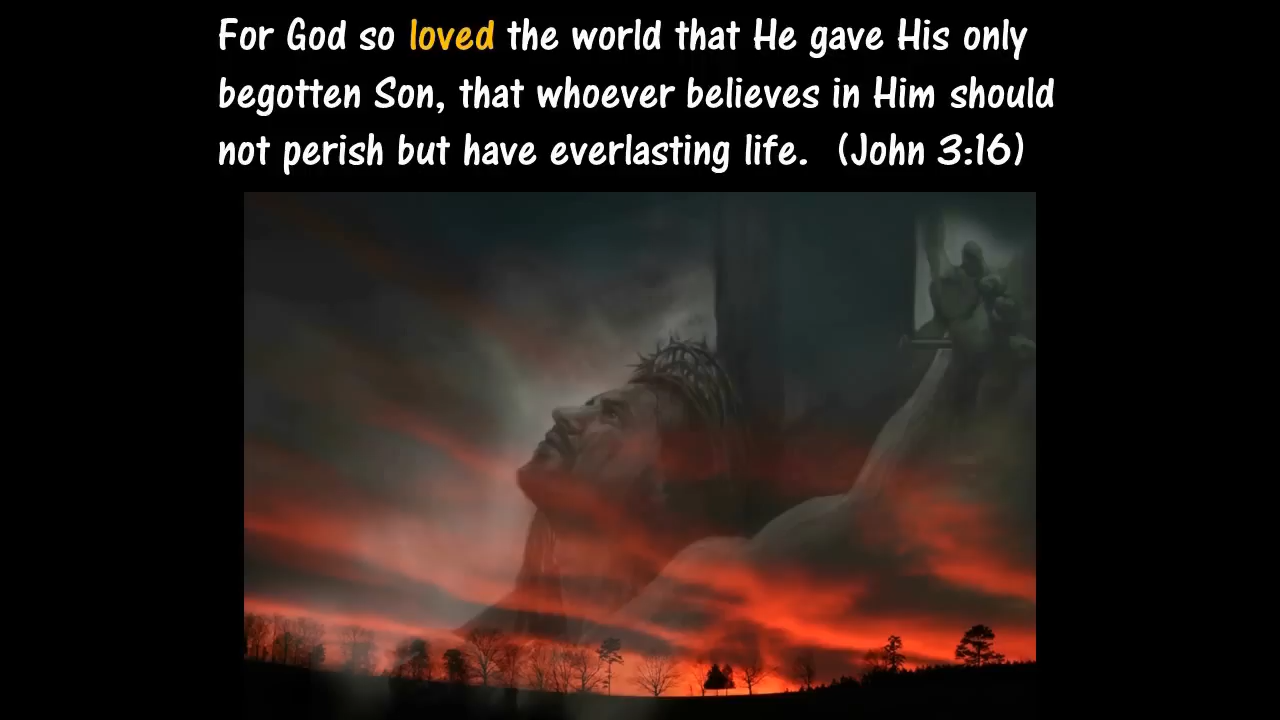 For God so loved the world that He gave His only
begotten Son, that whoever believes in Him should
not perish but have everlasting life.  (John 3:16)